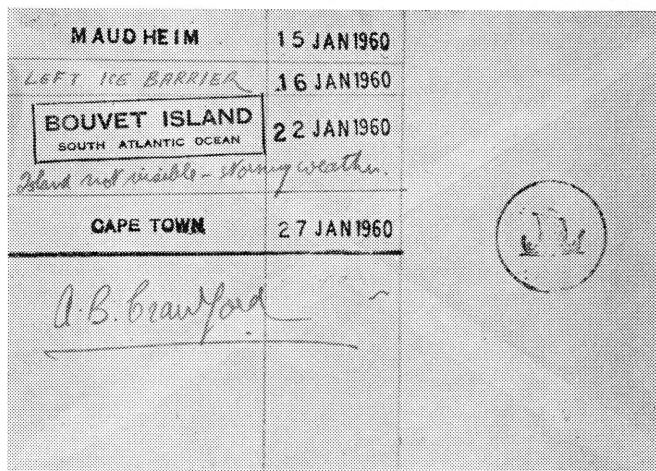 MAUDHEIM 15 JAN 1960
LEFT ICE BARRIER 16 JAN 1960
BOUVET ISLAND 22 JAN 1960
SOUTH ATLANTIC OCEAN
Island not visible – stormy weather.
CAPE TOWN 27 JAN 1960
A. B. Crawford